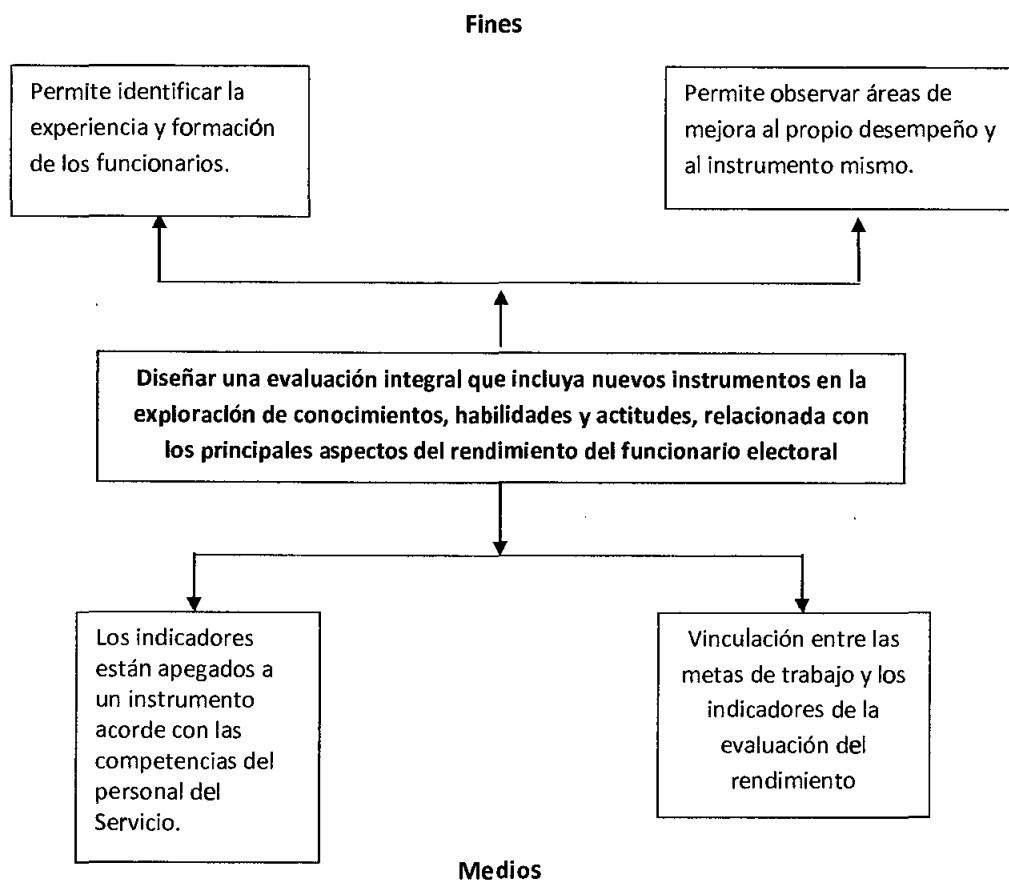 Fines
Permite identificar la
experiencia y formación
de los funcionarios.
Permite observar áreas de
mejora al propio desempeño y
al instrumento mismo.
Diseñar una evaluación integral que incluya nuevos instrumentos en la
exploración de conocimientos, habilidades y actitudes, relacionada con
los principales aspectos del rendimiento del funcionario electoral
Los indicadores
están apegados a
un instrumento
acorde con las
competencias del
personal del
Servicio.
Vinculación entre las
metas de trabajo y los
indicadores de la
evaluación del
rendimiento
Medios